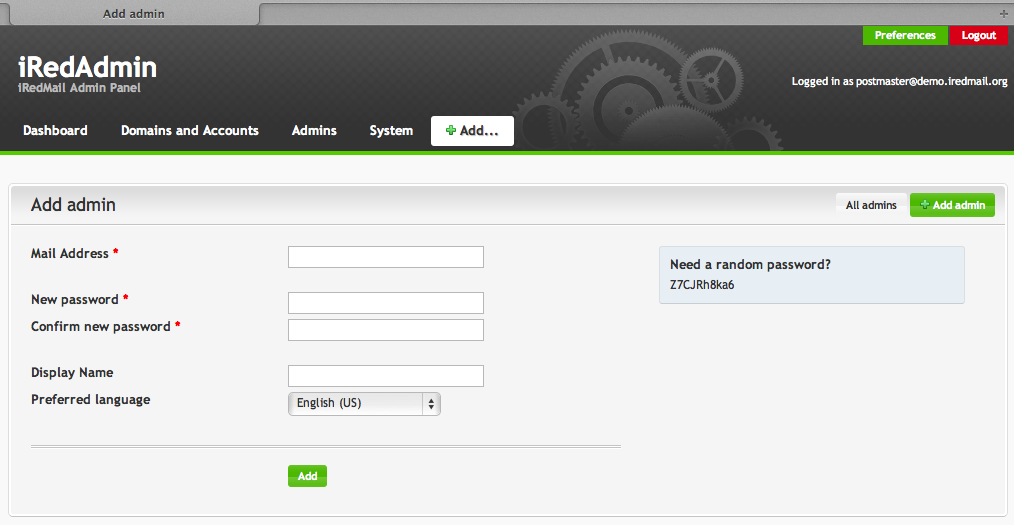 Add admin
Preferences Logout
iRedAdmin
iRedMail Admin Panel
Logged in as postmaster@demo.iredmail.org
Dashboard Domains and Accounts Admins System Add...
Add admin All admins Add admin
Mail Address *
Need a random password?
Z7CJRh8ka6
New password *
Confirm new password *
Display Name
Preferred language English (US)
Add